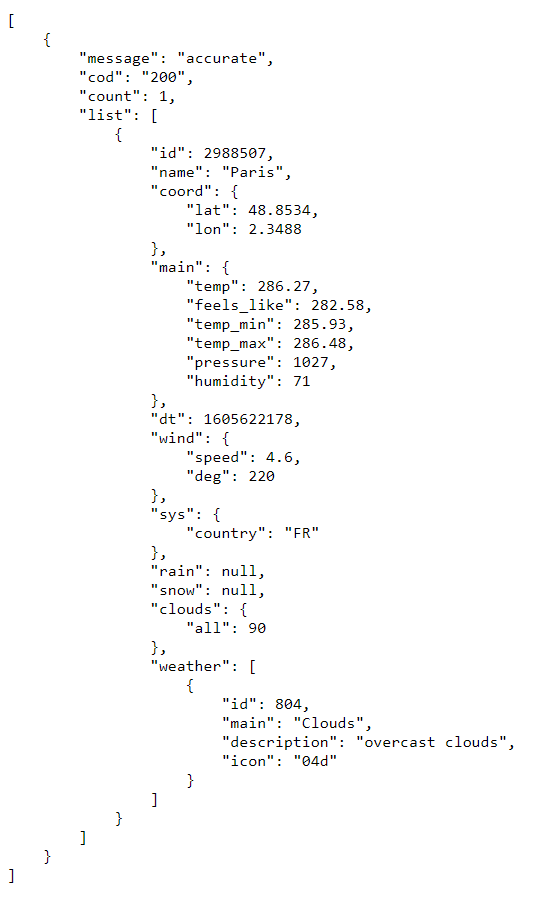 [
    {
        "message": "accurate",
        "cod": "200",
        "count": 1,
        "list": [
            {
                "id": 2988507,
                "name": "Paris",
                "coord": {
                    "lat": 48.8534,
                    "lon": 2.3488
                },
                "main": {
                    "temp": 286.27,
                    "feels_like": 282.58,
                    "temp_min": 285.93,
                    "temp_max": 286.48,
                    "pressure": 1027,
                    "humidity": 71
                },
                "dt": 1605622178,
                "wind": {
                    "speed": 4.6,
                    "deg": 220
                },
                "sys": {
                    "country": "FR"
                },
                "rain": null,
                "snow": null,
                "clouds": {
                    "all": 90
                },
                "weather": [
                    {
                        "id": 804,
                        "main": "Clouds",
                        "description": "overcast clouds",
                        "icon": "04d"
                    }
                ]
            }
        ]
    }
]